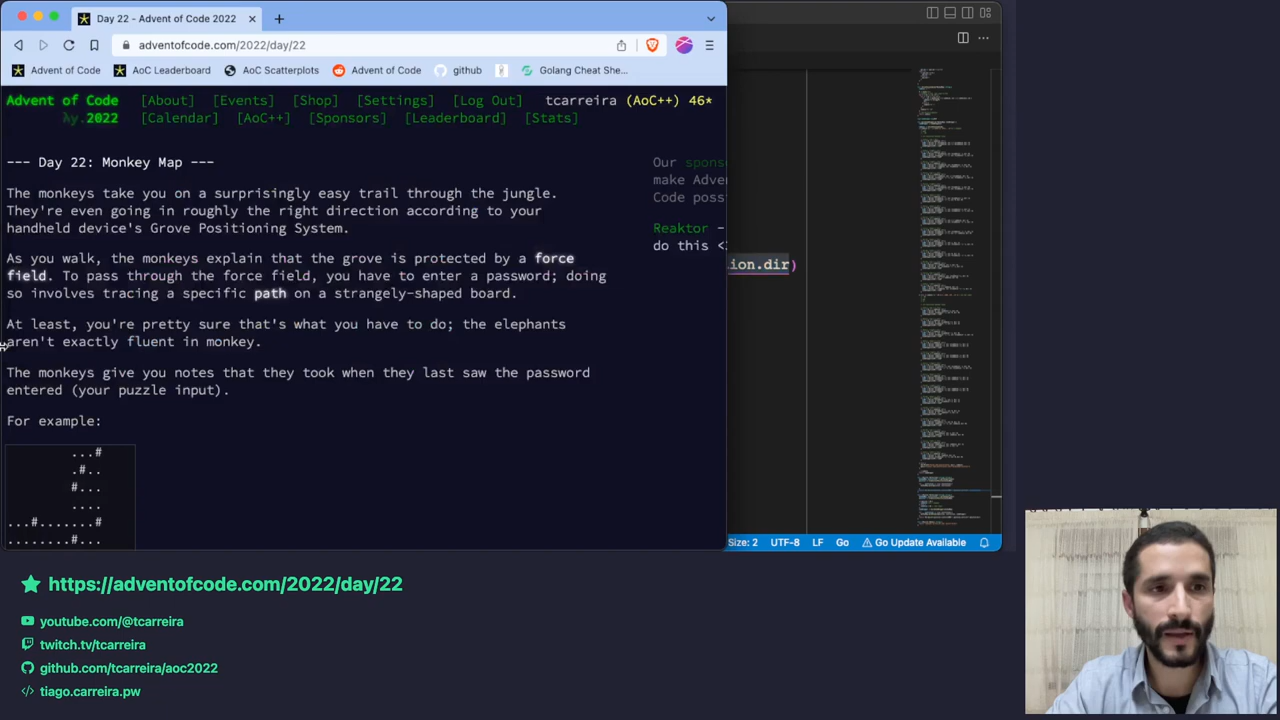 Day 22 - Advent of Code 2022
adventofcode.com/2022/day/22
Advent of Code AoC Leaderboard AoC Scatterplots Advent of Code github Golang Cheat She...
Advent of Code [About] [Events] [Shop] [Settings] [Log Out] tcarreira (AoC++) 46*
y.2022 [Calendar] [AoC++] [Sponsors] [Leaderboard] [Stats]
--- Day 22: Monkey Map ---
Our spons
make Adven
Code poss
Reaktor -
do this <
The monkeys take you on a surprisingly easy trail through the jungle.
They're even going in roughly the right direction according to your
handheld device's Grove Positioning System.
As you walk, the monkeys explain that the grove is protected by a force
field. To pass through the force field, you have to enter a password; doing
so involves tracing a specific path on a strangely-shaped board.
At least, you're pretty sure that's what you have to do; the elephants
aren't exactly fluent in monkey.
The monkeys give you notes that they took when they last saw the password
entered (your puzzle input).
For example:
...#
.#..
#...
....
...#.......#
........#...
ion.dir)
Size: 2 UTF-8 LF Go Go Update Available
https://adventofcode.com/2022/day/22
youtube.com/@tcarreira
twitch.tv/tcarreira
github.com/tcarreira/aoc2022
tiago.carreira.pw